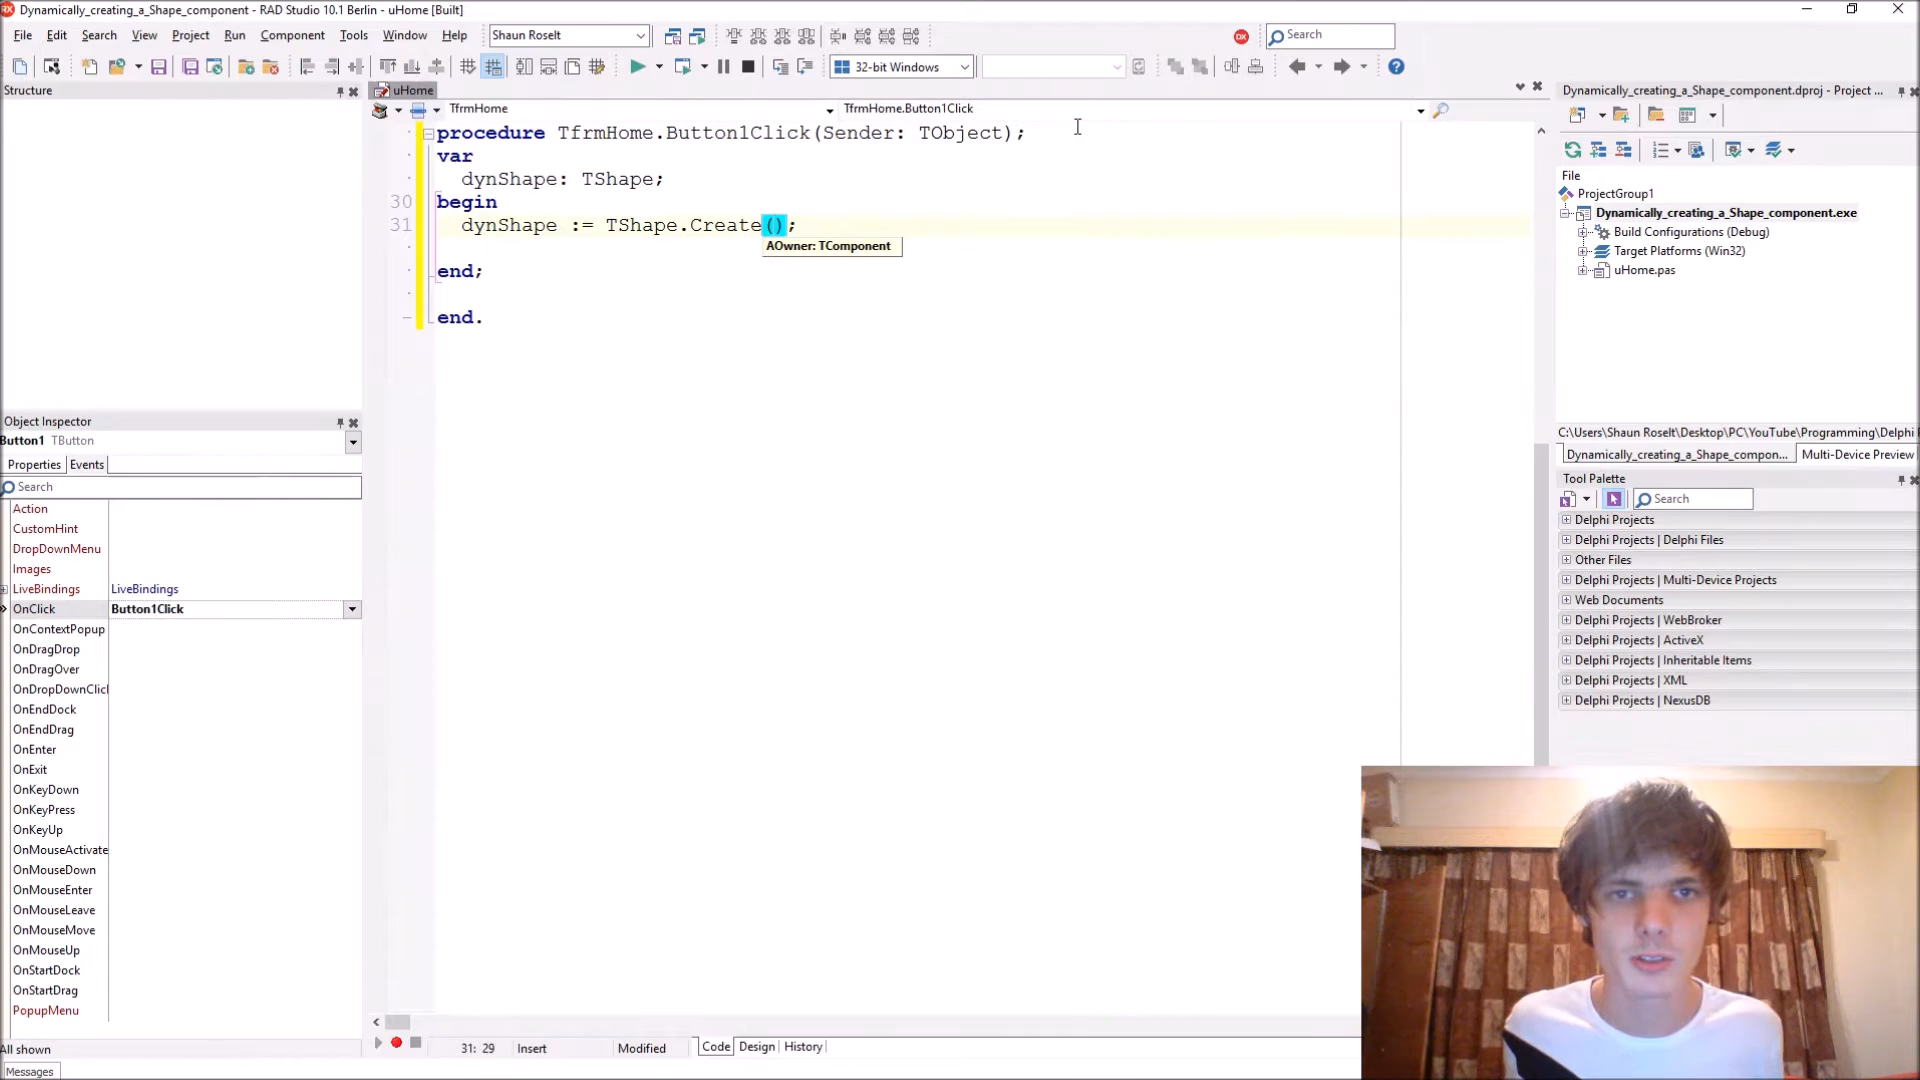 Dynamically_creating_a_Shape_component - RAD Studio 10.1 Berlin - uHome [Built]
File Edit Search View Project Run Component Tools Window Help Shaun Roselt Search
32-bit Windows
Structure
uHome
TfrmHome TfrmHome.Button1Click
procedure TfrmHome.Button1Click(Sender: TObject);
var
dynShape: TShape;
30 begin
31 dynShape := TShape.Create();
AOwner: TComponent
end;
end.
Object Inspector
Button1 TButton
Properties Events
Search
Action
CustomHint
DropDownMenu
Images
LiveBindings LiveBindings
OnClick Button1Click
OnContextPopup
OnDragDrop
OnDragOver
OnDropDownClicl
OnEndDock
OnEndDrag
OnEnter
OnExit
OnKeyDown
OnKeyPress
OnKeyUp
OnMouseActivate
OnMouseDown
OnMouseEnter
OnMouseLeave
OnMouseMove
OnMouseUp
OnStartDock
OnStartDrag
PopupMenu
All shown
Messages
31: 29 Insert Modified Code Design History
Dynamically_creating_a_Shape_component.dproj - Project ...
File
ProjectGroup1
Dynamically_creating_a_Shape_component.exe
Build Configurations (Debug)
Target Platforms (Win32)
uHome.pas
C:\Users\Shaun Roselt\Desktop\PC\YouTube\Programming\Delphi
Dynamically_creating_a_Shape_compon... Multi-Device Preview
Tool Palette
Search
Delphi Projects
Delphi Projects | Delphi Files
Other Files
Delphi Projects | Multi-Device Projects
Web Documents
Delphi Projects | WebBroker
Delphi Projects | ActiveX
Delphi Projects | Inheritable Items
Delphi Projects | XML
Delphi Projects | NexusDB